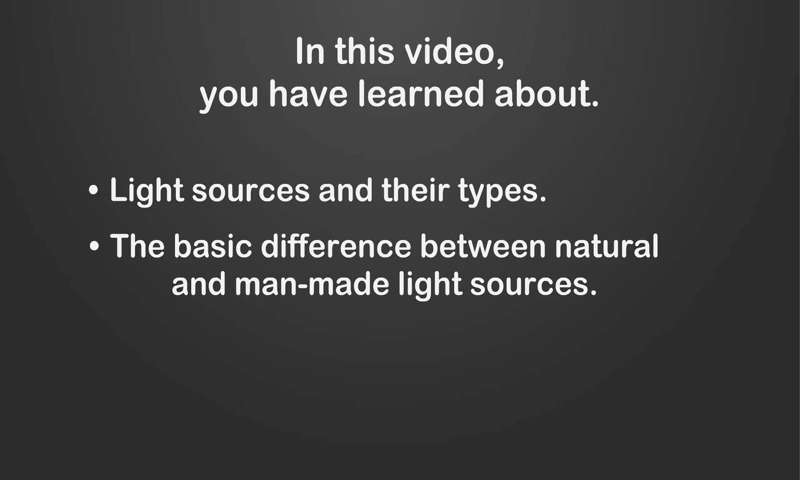 In this video,
you have learned about.
• Light sources and their types.
• The basic difference between natural
and man-made light sources.